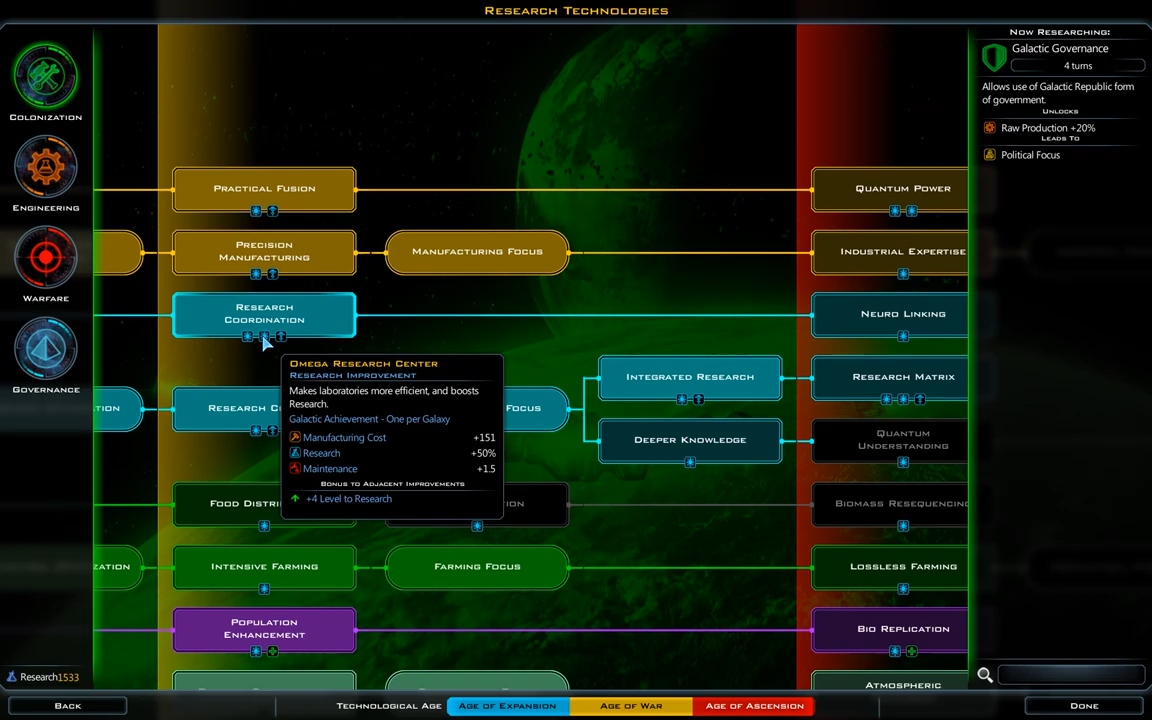 Research Technologies
Now Researching:
Galactic Governance
4 turns
Allows use of Galactic Republic form
of government.
Unlocks
Raw Production +20%
Leads To
Political Focus
Colonization
Engineering
Warfare
Governance
Practical Fusion
Quantum Power
Precision
Manufacturing
Manufacturing Focus
Industrial Expertise
Research
Coordination
Neuro Linking
Omega Research Center
Research Improvement
Makes laboratories more efficient, and boosts
Research.
Galactic Achievement - One per Galaxy
Manufacturing Cost +151
Research +50%
Maintenance +1.5
Bonus to Adjacent Improvements
+4 Level to Research
Integrated Research
Research Matrix
Research
Focus
Deeper Knowledge
Quantum
Understanding
Food
Biomass Resequencing
Intensive Farming
Farming Focus
Lossless Farming
Population
Enhancement
Bio Replication
Atmospheric
Research 1533
Back
Technological Age
Age of Expansion
Age of War
Age of Ascension
Done